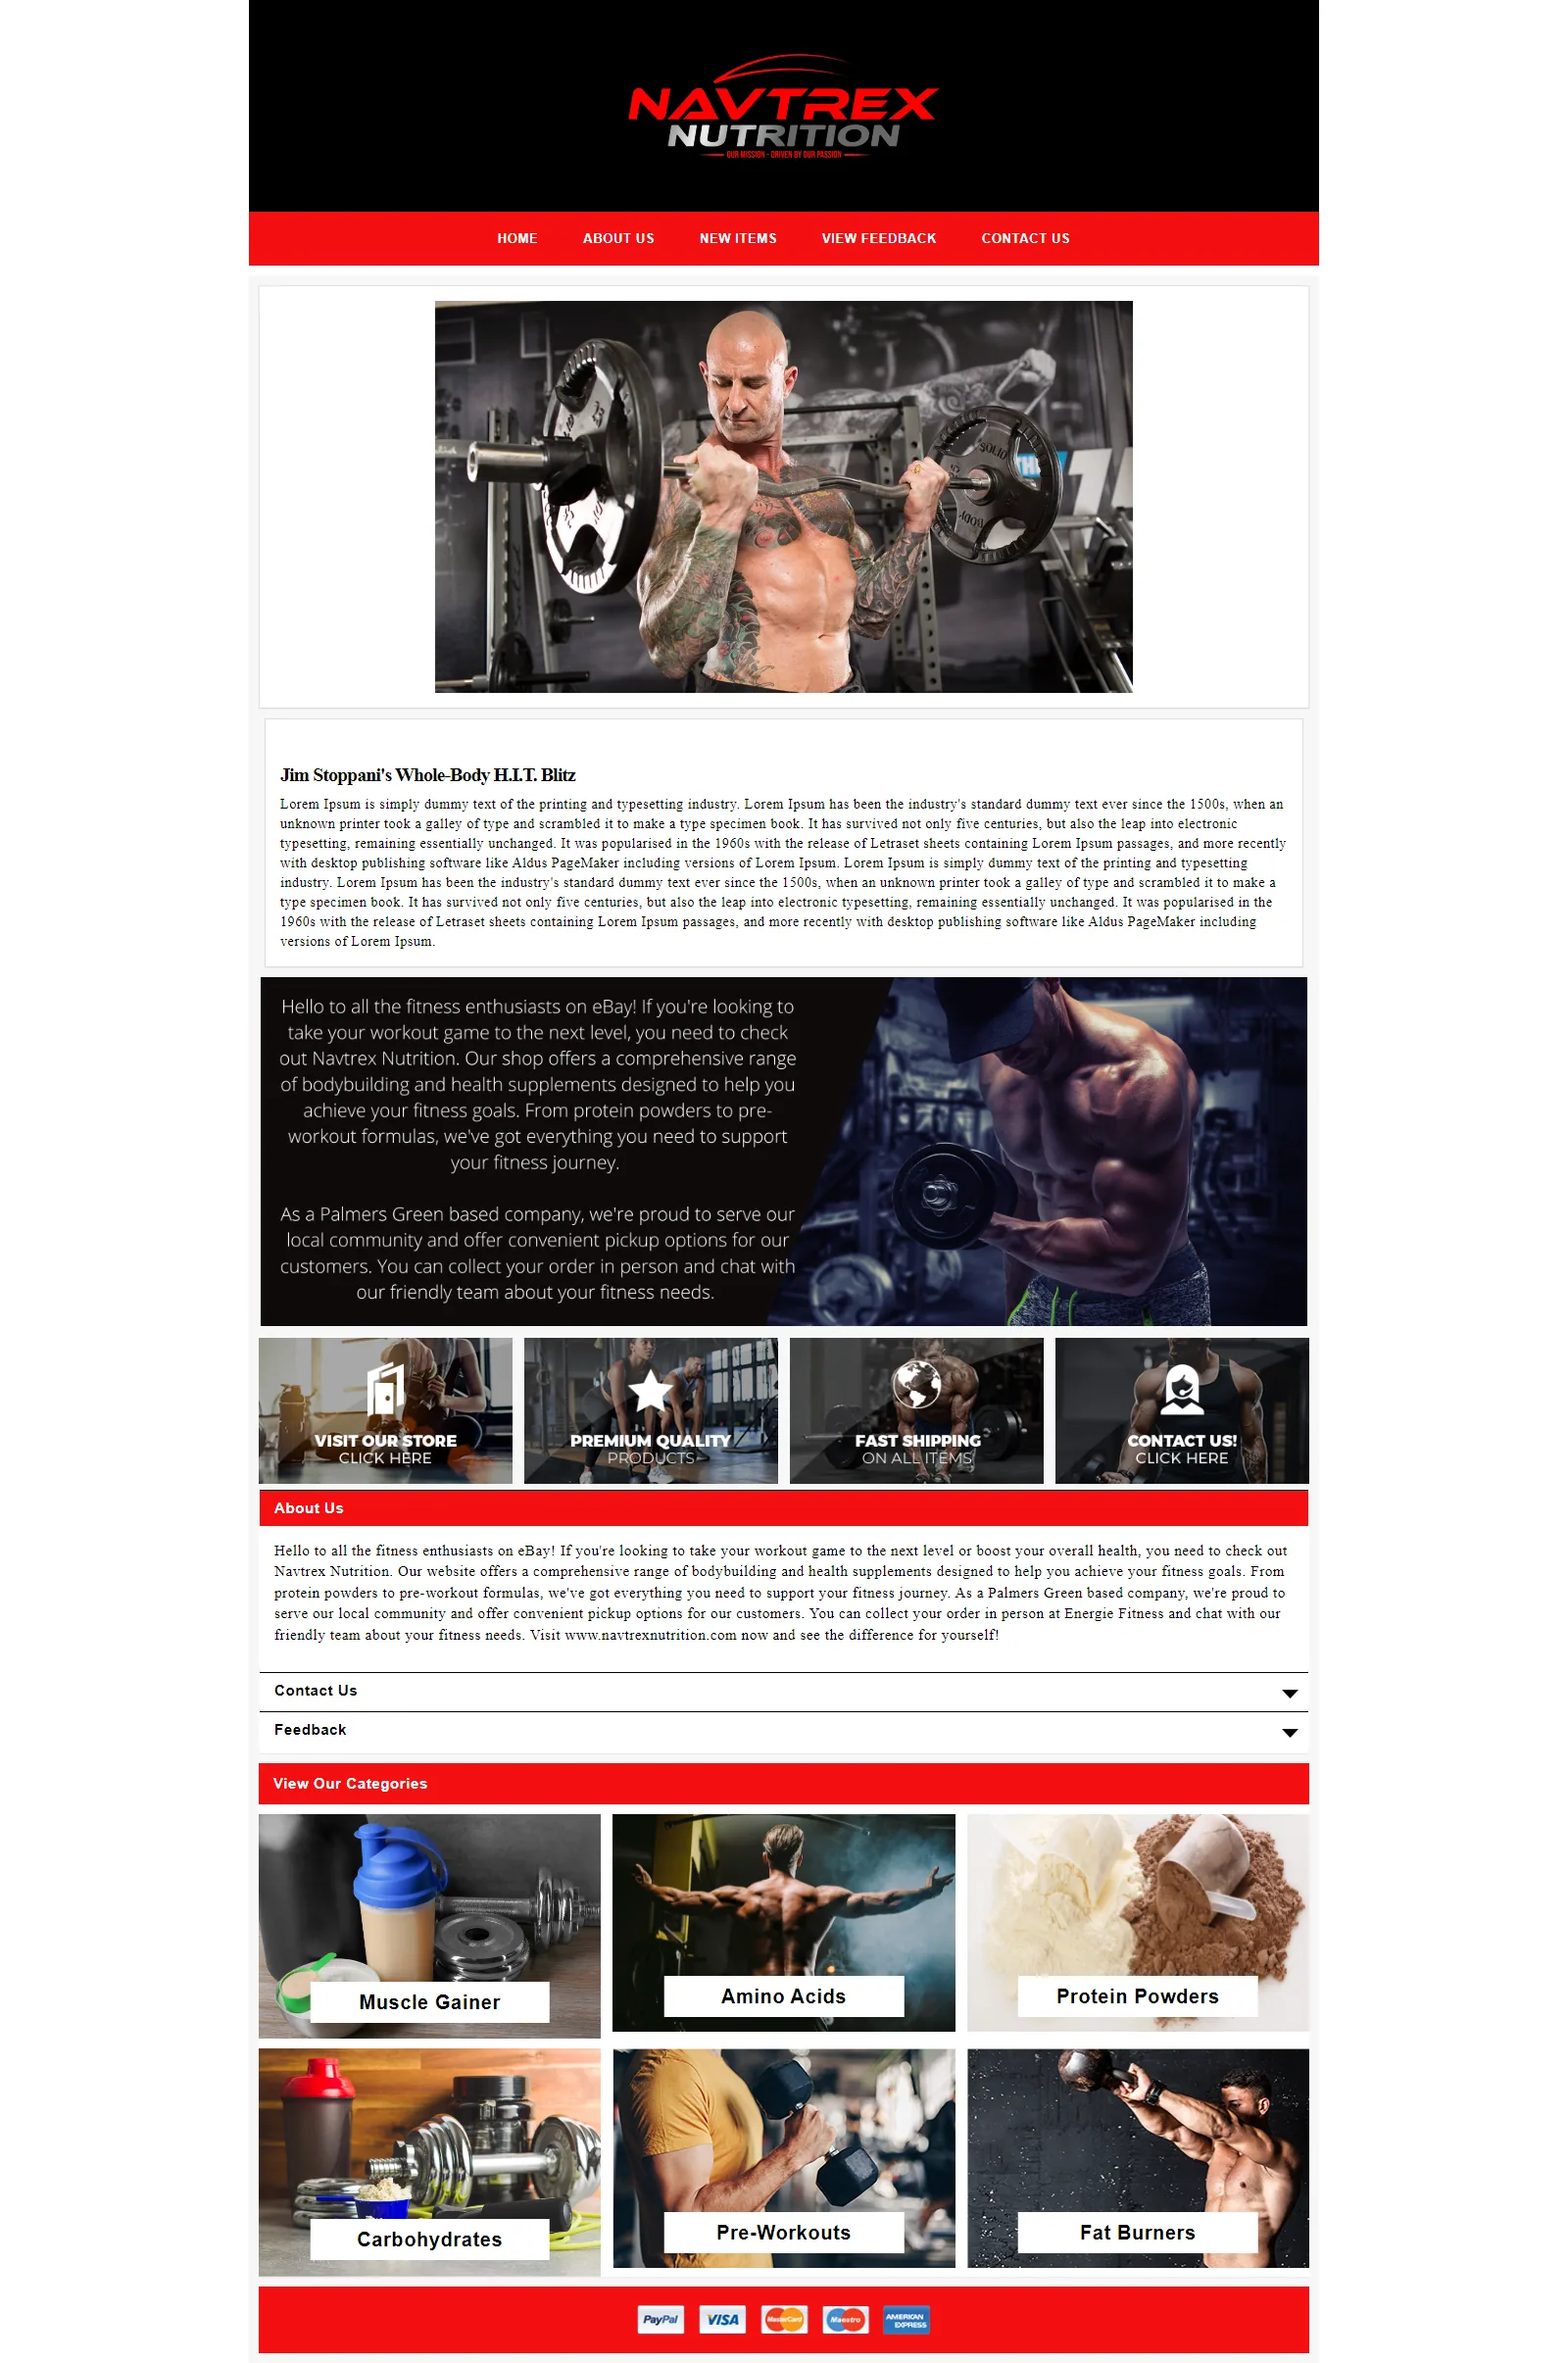 NAVTREX
NUTRITION
OUR MISSION - DRIVEN BY OUR PASSION
HOME ABOUT US NEW ITEMS VIEW FEEDBACK CONTACT US
SOLID
BODY
Jim Stoppani's Whole-Body H.I.T. Blitz
Lorem Ipsum is simply dummy text of the printing and typesetting industry. Lorem Ipsum has been the industry's standard dummy text ever since the 1500s, when an
unknown printer took a galley of type and scrambled it to make a type specimen book. It has survived not only five centuries, but also the leap into electronic
typesetting, remaining essentially unchanged. It was popularised in the 1960s with the release of Letraset sheets containing Lorem Ipsum passages, and more recently
with desktop publishing software like Aldus PageMaker including versions of Lorem Ipsum. Lorem Ipsum is simply dummy text of the printing and typesetting
industry. Lorem Ipsum has been the industry's standard dummy text ever since the 1500s, when an unknown printer took a galley of type and scrambled it to make a
type specimen book. It has survived not only five centuries, but also the leap into electronic typesetting, remaining essentially unchanged. It was popularised in the
1960s with the release of Letraset sheets containing Lorem Ipsum passages, and more recently with desktop publishing software like Aldus PageMaker including
versions of Lorem Ipsum.
Hello to all the fitness enthusiasts on eBay! If you're looking to
take your workout game to the next level, you need to check
out Navtrex Nutrition. Our shop offers a comprehensive range
of bodybuilding and health supplements designed to help you
achieve your fitness goals. From protein powders to pre-
workout formulas, we've got everything you need to support
your fitness journey.
As a Palmers Green based company, we're proud to serve our
local community and offer convenient pickup options for our
customers. You can collect your order in person and chat with
our friendly team about your fitness needs.
VISIT OUR STORE
CLICK HERE
PREMIUM QUALITY
PRODUCTS
FAST SHIPPING
ON ALL ITEMS
CONTACT US!
CLICK HERE
About Us
Hello to all the fitness enthusiasts on eBay! If you're looking to take your workout game to the next level or boost your overall health, you need to check out
Navtrex Nutrition. Our website offers a comprehensive range of bodybuilding and health supplements designed to help you achieve your fitness goals. From
protein powders to pre-workout formulas, we've got everything you need to support your fitness journey. As a Palmers Green based company, we're proud to
serve our local community and offer convenient pickup options for our customers. You can collect your order in person at Energie Fitness and chat with our
friendly team about your fitness needs. Visit www.navtrexnutrition.com now and see the difference for yourself!
Contact Us
Feedback
View Our Categories
Muscle Gainer
Amino Acids
Protein Powders
Carbohydrates
Pre-Workouts
Fat Burners
PayPal VISA MasterCard Maestro AMERICAN EXPRESS